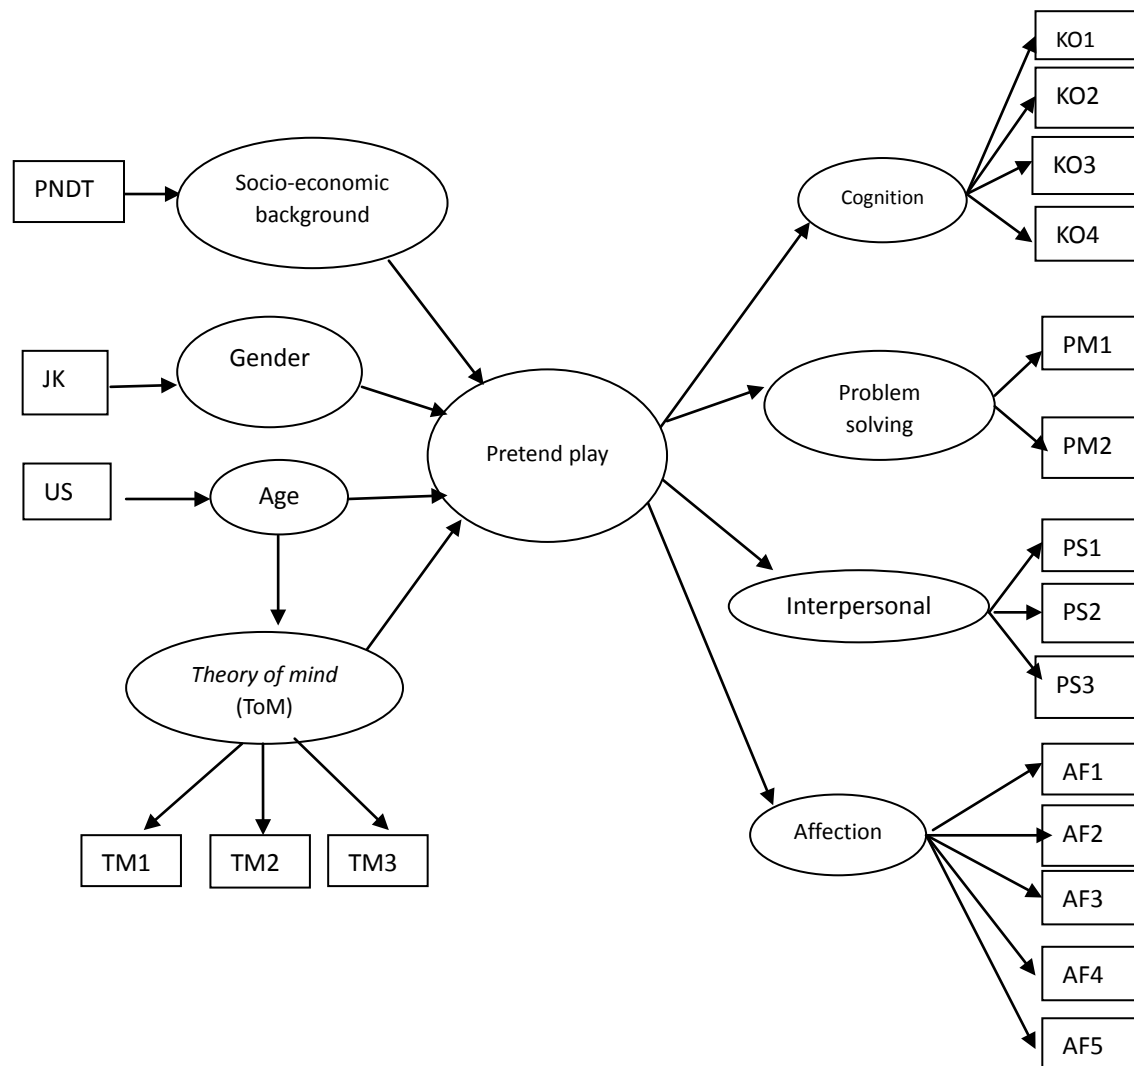 KO1
KO2
KO3
KO4
PNDT
Socio-economic
background
Cognition
JK
Gender
PM1
Problem
solving
PM2
US
Age
Pretend play
PS1
Interpersonal
PS2
PS3
Theory of mind
(ToM)
TM1
TM2
TM3
Affection
AF1
AF2
AF3
AF4
AF5